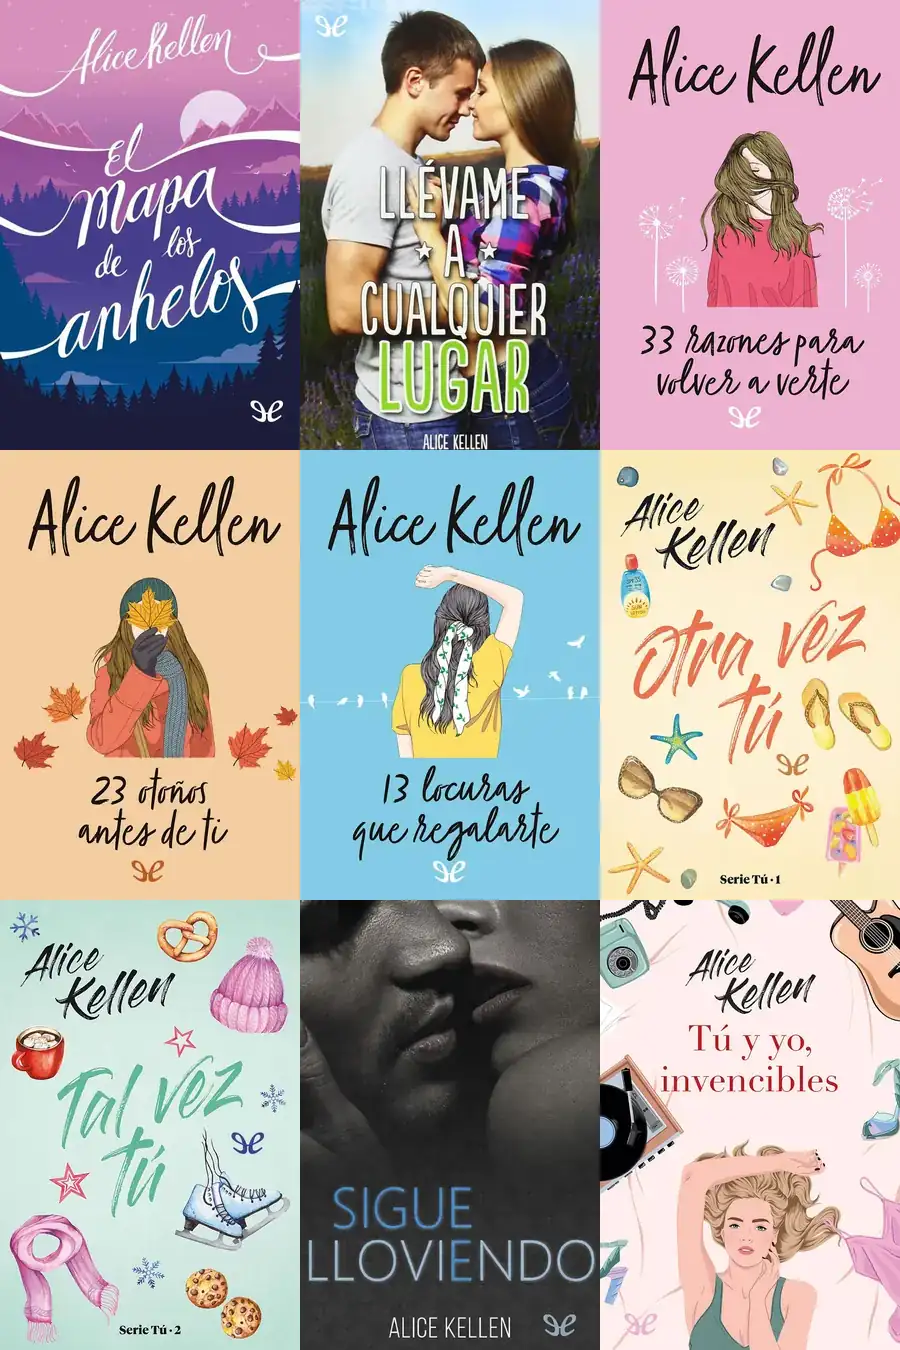 Alice Kellen
El
mapa
de los
anhelos
LLÉVAME
A
CUALQUIER
LUGAR
ALICE KELLEN
Alice Kellen
33 razones para
volver a verte
Alice Kellen
23 otoños
antes de ti
Alice Kellen
13 locuras
que regalarte
Alice
Kellen
Otra vez
tú
Serie Tú · 1
Alice
Kellen
Tal vez
tú
Serie Tú · 2
SIGUE
LLOVIENDO
ALICE KELLEN
Alice
Kellen
Tú y yo,
invencibles